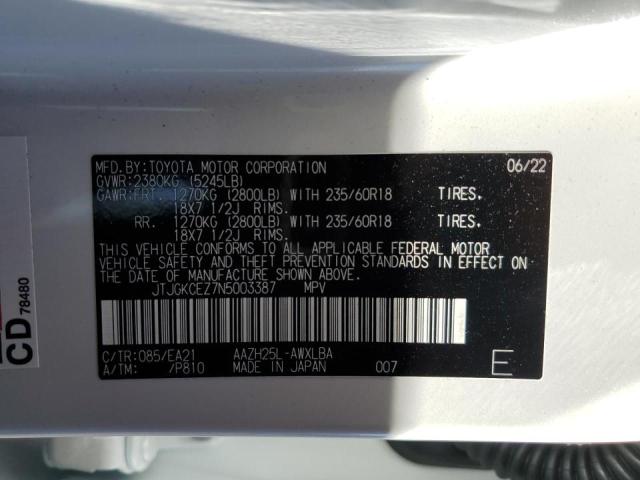 MFD.BY:TOYOTA MOTOR CORPORATION 06/22
GVWR:2380KG (5245LB)
GAWR:FRT. 1270KG (2800LB) WITH 235/60R18 TIRES.
18X7 1/2J RIMS.
RR. 1270KG (2800LB) WITH 235/60R18 TIRES.
18X7 1/2J RIMS.
THIS VEHICLE CONFORMS TO ALL APPLICABLE FEDERAL MOTOR
VEHICLE SAFETY AND THEFT PREVENTION STANDARDS IN EFFECT ON
THE DATE OF MANUFACTURE SHOWN ABOVE.
JTJGKCEZ7N5003387 MPV
C/TR:085/EA21 AAZH25L-AWXLBA
A/TM: /P810 MADE IN JAPAN 007 E
CD 78480